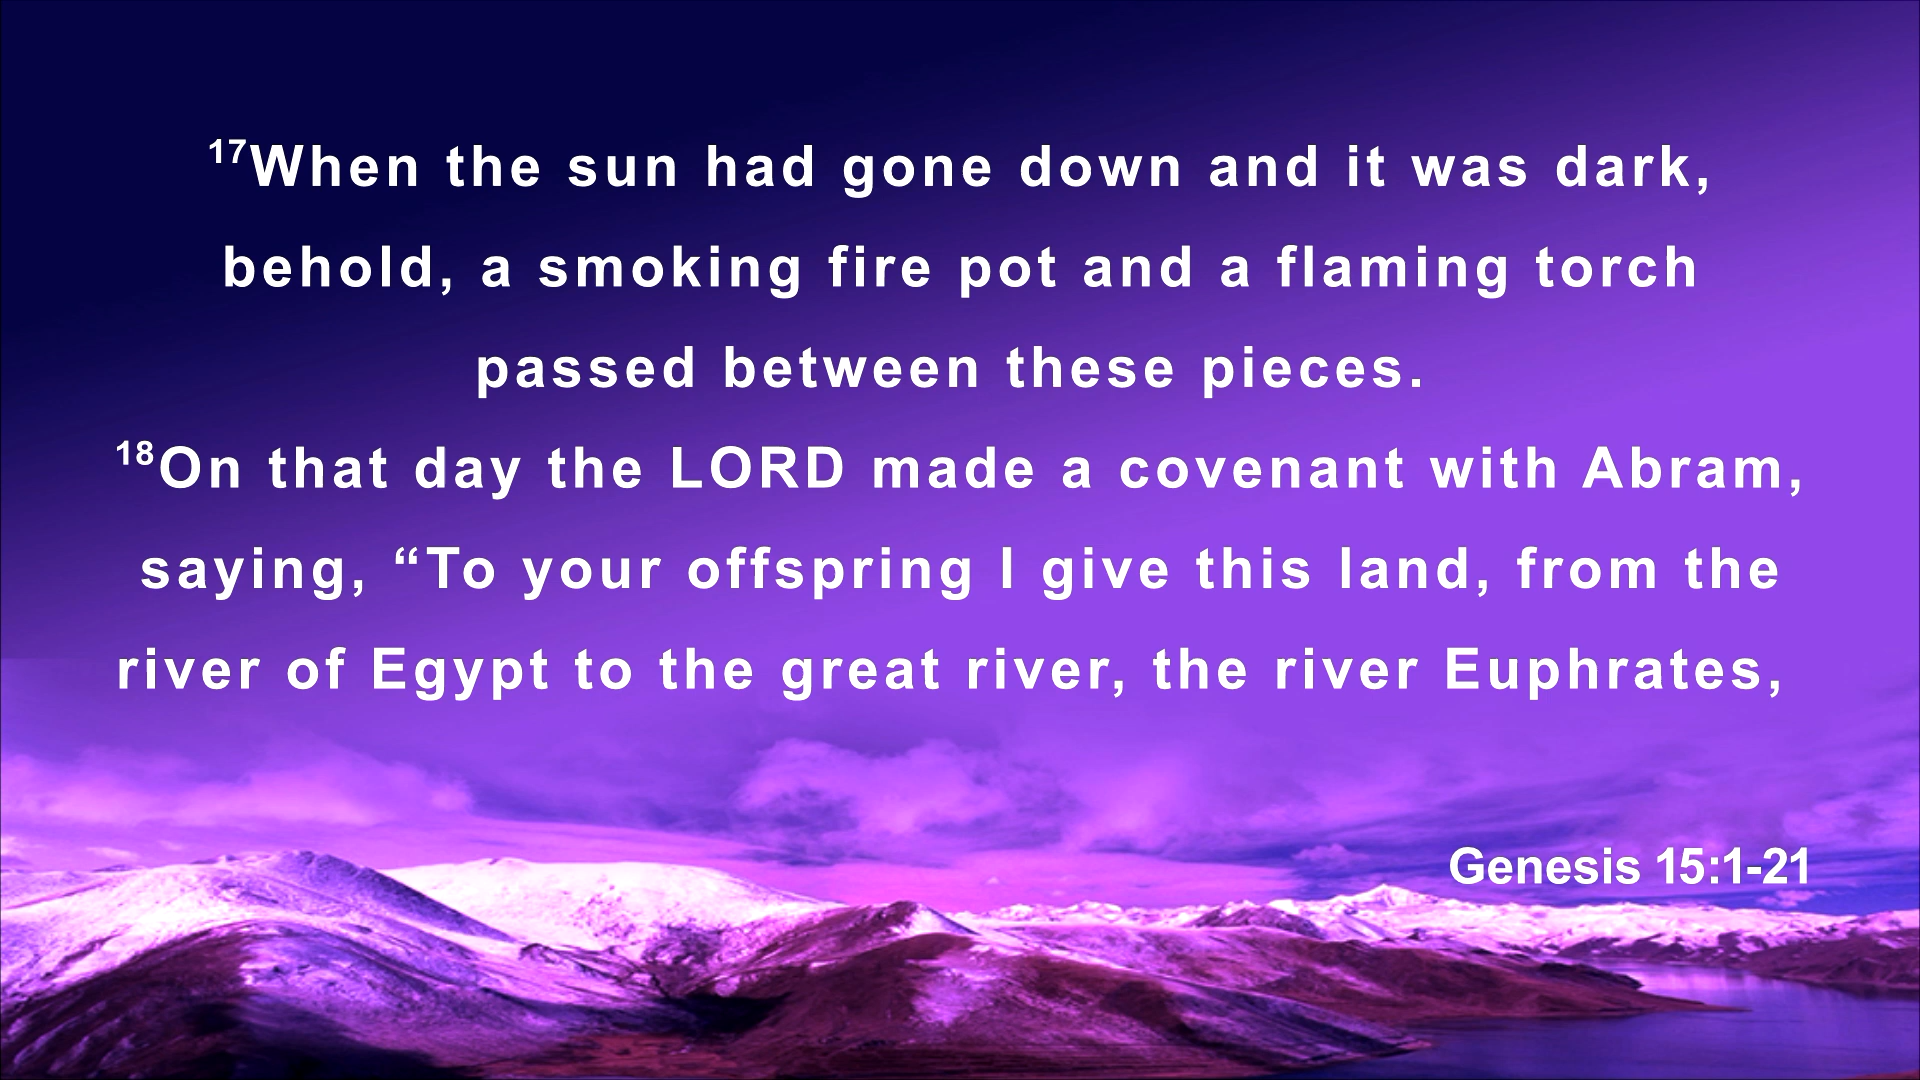 17When the sun had gone down and it was dark,
behold, a smoking fire pot and a flaming torch
passed between these pieces.
18On that day the LORD made a covenant with Abram,
saying, “To your offspring I give this land, from the
river of Egypt to the great river, the river Euphrates,
Genesis 15:1-21